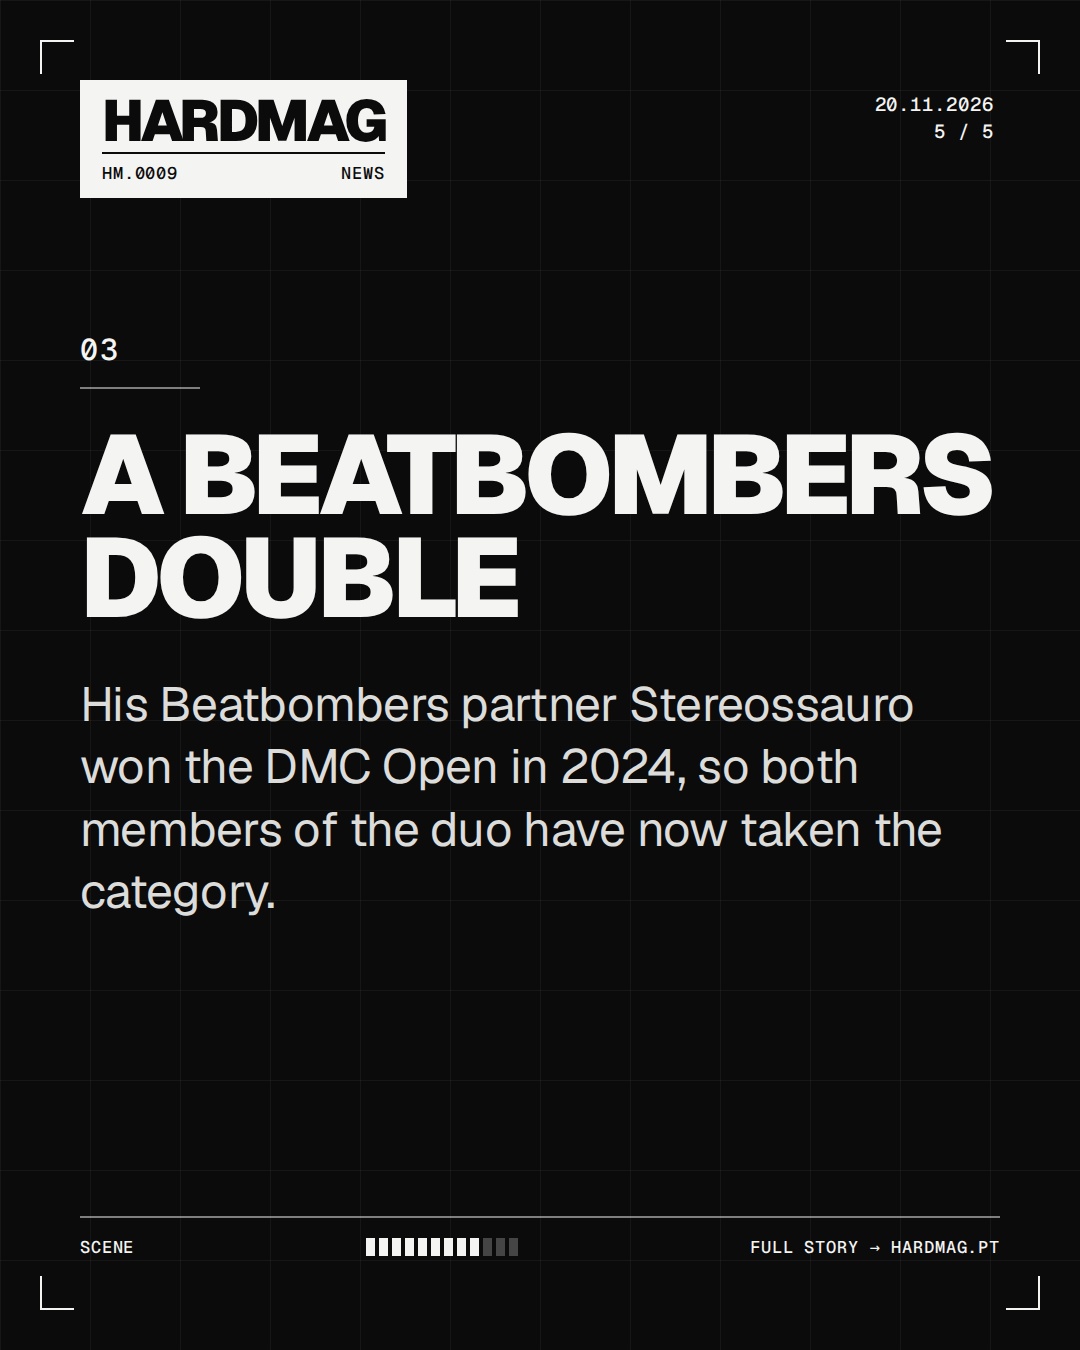 HARDMAG
HM.0009 NEWS
20.11.2026
5 / 5
03
A BEATBOMBERS
DOUBLE
His Beatbombers partner Stereossauro
won the DMC Open in 2024, so both
members of the duo have now taken the
category.
SCENE
FULL STORY → HARDMAG.PT